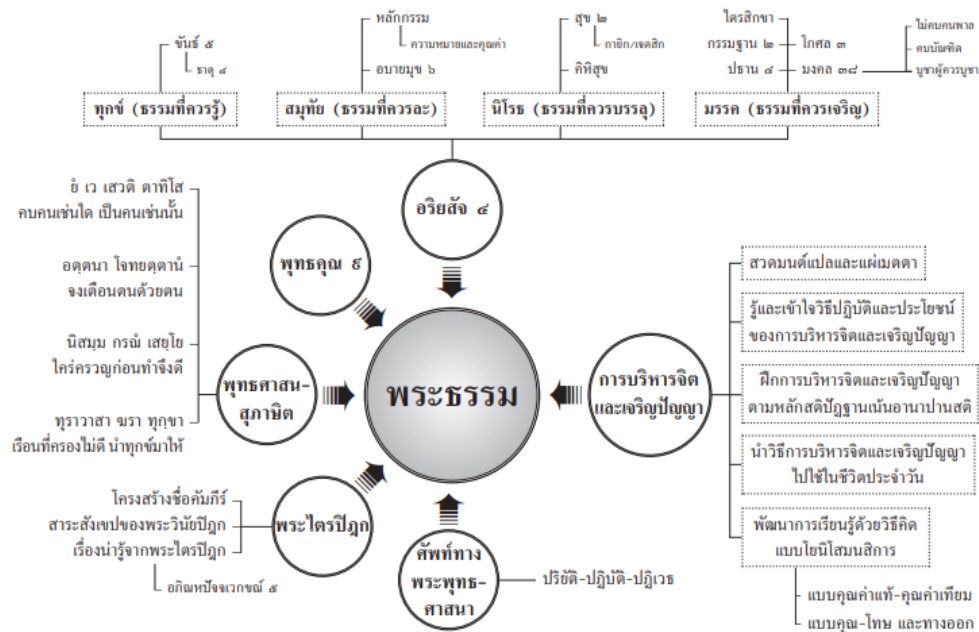 ขันธ์ ๕
ธาตุ ๔
ทุกข์ (ธรรมที่ควรรู้)
หลักกรรม
ความหมายและคุณค่า
อบายมุข ๖
สมุทัย (ธรรมที่ควรละ)
สุข ๒
กายิก/เจตสิก
คิหิสุข
นิโรธ (ธรรมที่ควรบรรลุ)
ไตรสิกขา
กรรมฐาน ๒
ปธาน ๔
โกศล ๓
มงคล ๓๘
ไม่คบคนพาล
คบบัณฑิต
บูชาผู้ควรบูชา
มรรค (ธรรมที่ควรเจริญ)
อริยสัจ ๔
พุทธคุณ ๙
ยํ เว เสวติ ตาทิโส
คบคนเช่นใด เป็นคนเช่นนั้น
อตฺตนา โจทยตฺตานํ
จงเตือนตนด้วยตน
นิสมฺม กรณํ เสยฺโย
ใคร่ครวญก่อนทำจึงดี
ทุราวาสา ฆรา ทุกฺขา
เรือนที่ครองไม่ดี นำทุกข์มาให้
พุทธศาสน-
สุภาษิต
พระธรรม
การบริหารจิต
และเจริญปัญญา
สวดมนต์แปลและแผ่เมตตา
รู้และเข้าใจวิธีปฏิบัติและประโยชน์
ของการบริหารจิตและเจริญปัญญา
ฝึกการบริหารจิตและเจริญปัญญา
ตามหลักสติปัฏฐานเน้นอานาปานสติ
นำวิธีการบริหารจิตและเจริญปัญญา
ไปใช้ในชีวิตประจำวัน
พัฒนาการเรียนรู้ด้วยวิธีคิด
แบบโยนิโสมนสิการ
แบบคุณค่าแท้-คุณค่าเทียม
แบบคุณ-โทษ และทางออก
โครงสร้างชื่อคัมภีร์
สาระสังเขปของพระวินัยปิฎก
เรื่องน่ารู้จากพระไตรปิฎก
อภิณหปัจจเวกขณ์ ๕
พระไตรปิฎก
ศัพท์ทาง
พระพุทธ-
ศาสนา
ปริยัติ-ปฏิบัติ-ปฏิเวธ